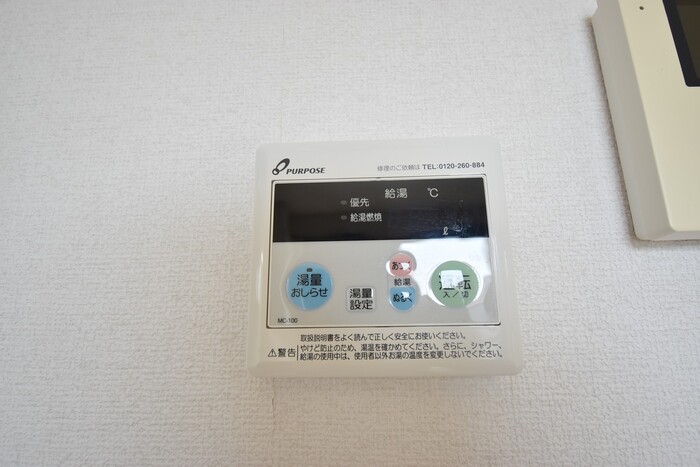 PURPOSE
修理のご依頼は TEL:0120-260-884
給湯 ℃
優先
給湯燃焼
ℓ
湯量
おしらせ
湯量
設定
あつく
給湯
ぬるく
運転
入/切
MC-100
取扱説明書をよく読んで正しく安全にお使いください。
⚠警告
やけど防止のため、湯温を確かめてください。さらに、シャワー、
給湯の使用中は、使用者以外お湯の温度を変更しないでください。